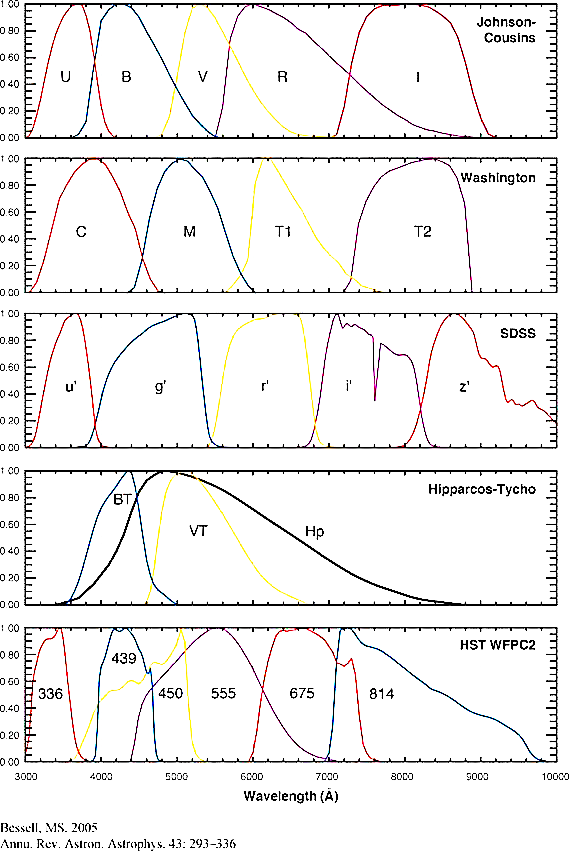 1.00
0.80
0.60
0.40
0.20
0.00
Johnson-
Cousins
U B V R I
1.00
0.80
0.60
0.40
0.20
0.00
Washington
C M T1 T2
1.00
0.80
0.60
0.40
0.20
0.00
SDSS
u' g' r' i' z'
1.00
0.80
0.60
0.40
0.20
0.00
Hipparcos-Tycho
BT VT Hp
1.00
0.80
0.60
0.40
0.20
0.00
HST WFPC2
336 439 450 555 675 814
3000 4000 5000 6000 7000 8000 9000 10000
Wavelength (Å)
Bessell, MS. 2005
Annu. Rev. Astron. Astrophys. 43: 293–336